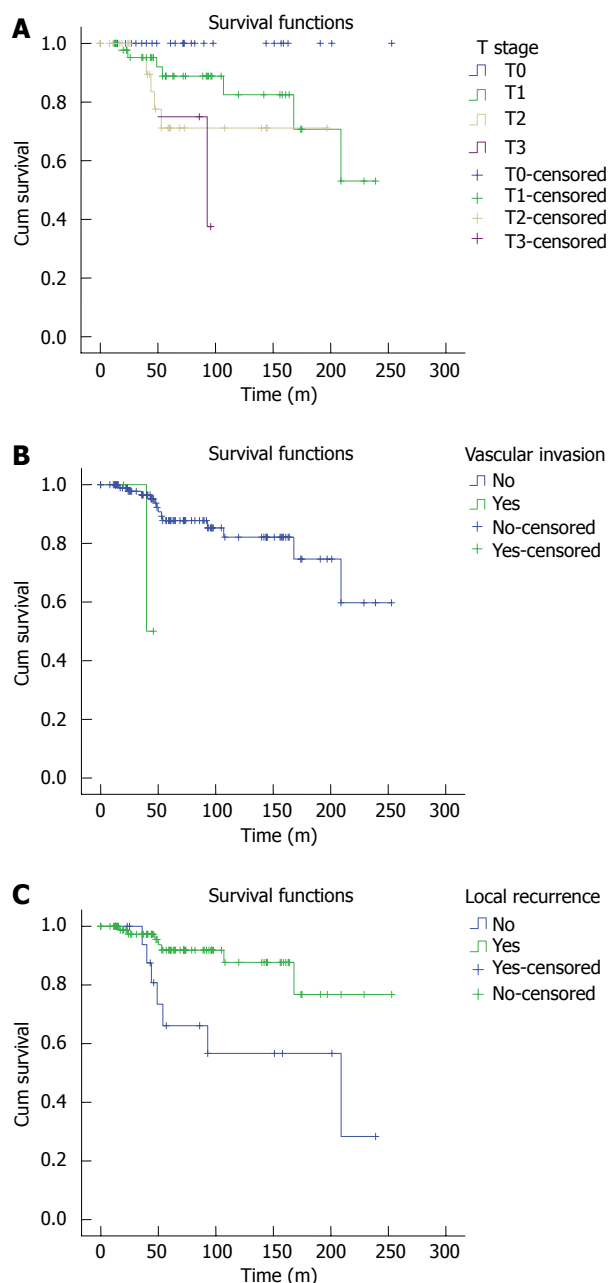 A
Survival functions
T stage
T0
T1
T2
T3
T0-censored
T1-censored
T2-censored
T3-censored
1.0
0.8
0.6
0.4
0.2
0.0
Cum survival
0 50 100 150 200 250 300
Time (m)
B
Survival functions
Vascular invasion
No
Yes
No-censored
Yes-censored
1.0
0.8
0.6
0.4
0.2
0.0
Cum survival
0 50 100 150 200 250 300
Time (m)
C
Survival functions
Local recurrence
No
Yes
Yes-censored
No-censored
1.0
0.8
0.6
0.4
0.2
0.0
Cum survival
0 50 100 150 200 250 300
Time (m)